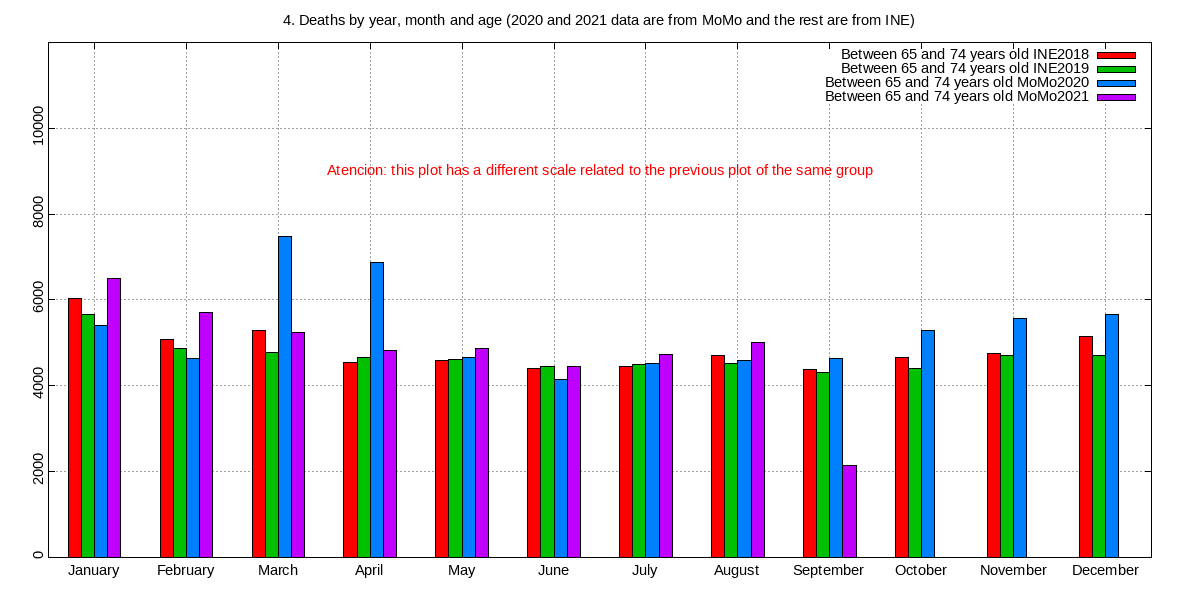 4. Deaths by year, month and age (2020 and 2021 data are from MoMo and the rest are from INE)
Between 65 and 74 years old INE2018
Between 65 and 74 years old INE2019
Between 65 and 74 years old MoMo2020
Between 65 and 74 years old MoMo2021
Atencion: this plot has a different scale related to the previous plot of the same group
10000
8000
6000
4000
2000
0
January February March April May June July August September October November December